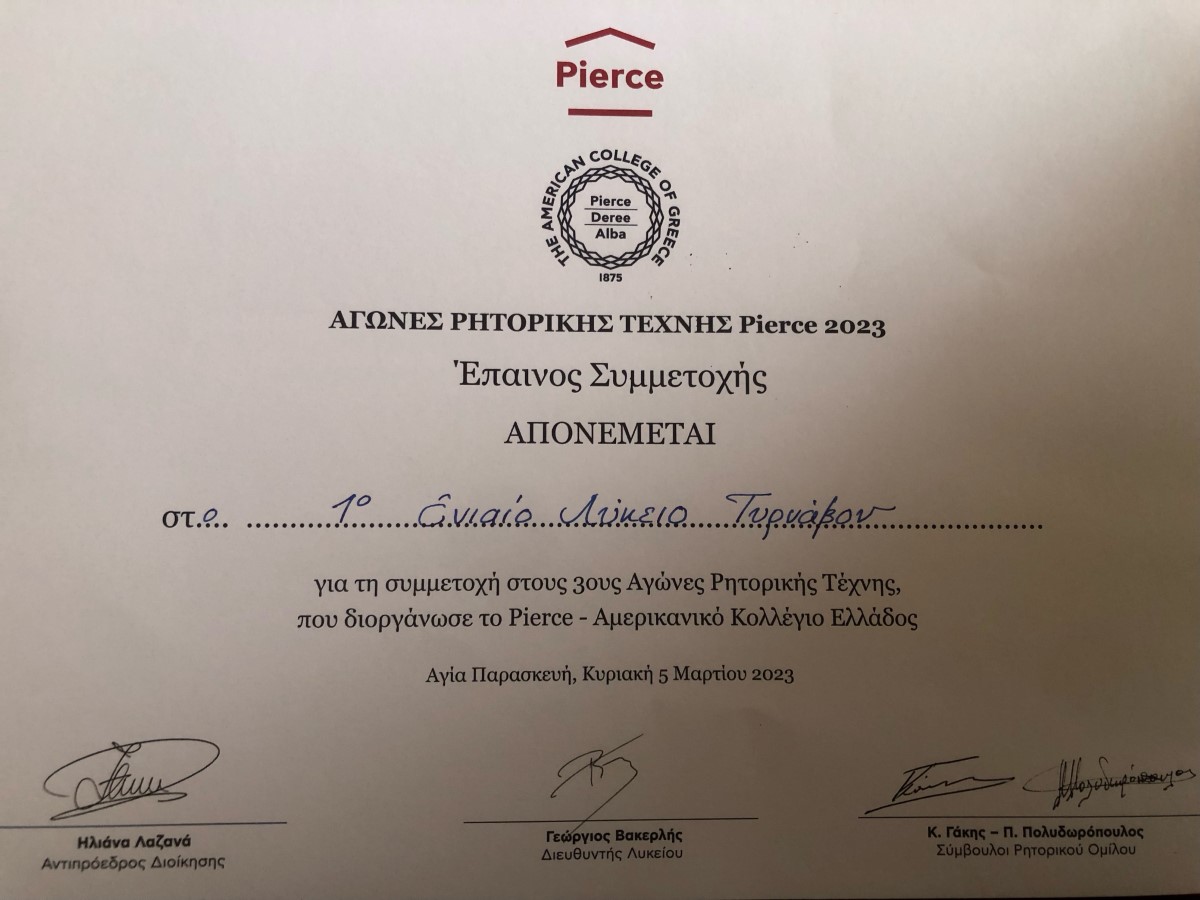 Pierce
THE AMERICAN COLLEGE OF GREECE
Pierce
Deree
Alba
1875
ΑΓΩΝΕΣ ΡΗΤΟΡΙΚΗΣ ΤΕΧΝΗΣ Pierce 2023
Έπαινος Συμμετοχής
ΑΠΟΝΕΜΕΤΑΙ
στ.ο.. ..........1ο Ενιαίο Λύκειο Τυρνάβου..........
για τη συμμετοχή στους 3ους Αγώνες Ρητορικής Τέχνης,
που διοργάνωσε το Pierce - Αμερικανικό Κολλέγιο Ελλάδος
Αγία Παρασκευή, Κυριακή 5 Μαρτίου 2023
Ηλιάνα Λαζανά
Αντιπρόεδρος Διοίκησης
Γεώργιος Βακερλής
Διευθυντής Λυκείου
Κ. Γάκης – Π. Πολυδωρόπουλος
Σύμβουλοι Ρητορικού Ομίλου